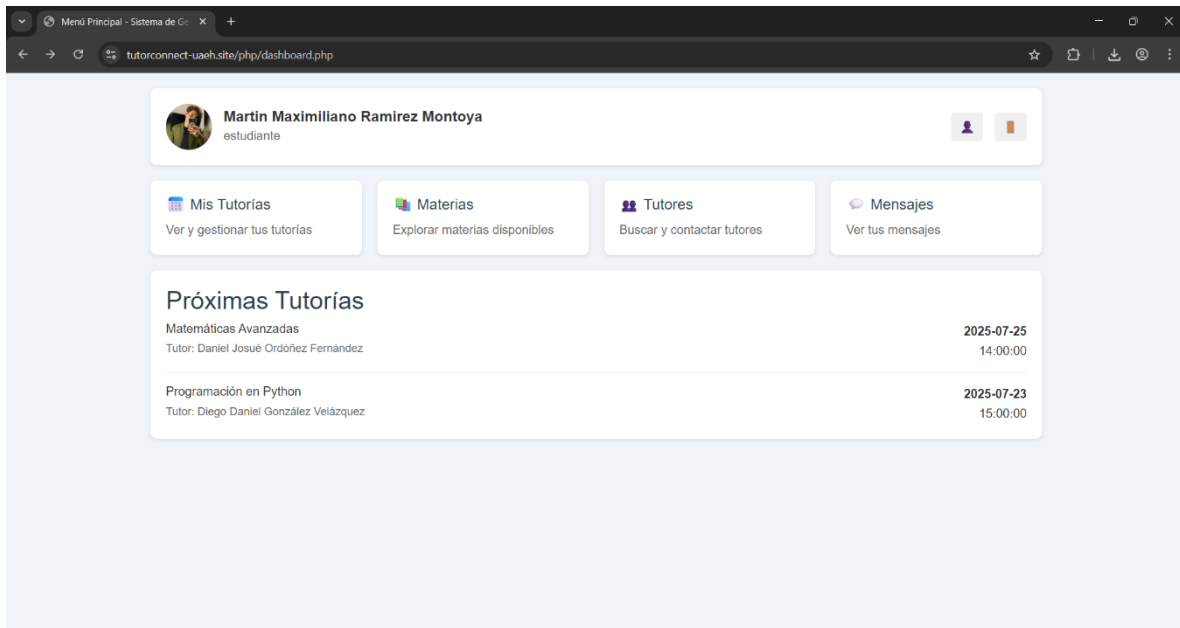 Menú Principal - Sistema de Ge
tutorconnect-uaeh.site/php/dashboard.php
Martin Maximiliano Ramirez Montoya
estudiante
Mis Tutorías
Ver y gestionar tus tutorías
Materias
Explorar materias disponibles
Tutores
Buscar y contactar tutores
Mensajes
Ver tus mensajes
Próximas Tutorías
Matemáticas Avanzadas
Tutor: Daniel Josué Ordóñez Fernández
2025-07-25
14:00:00
Programación en Python
Tutor: Diego Daniel González Velázquez
2025-07-23
15:00:00